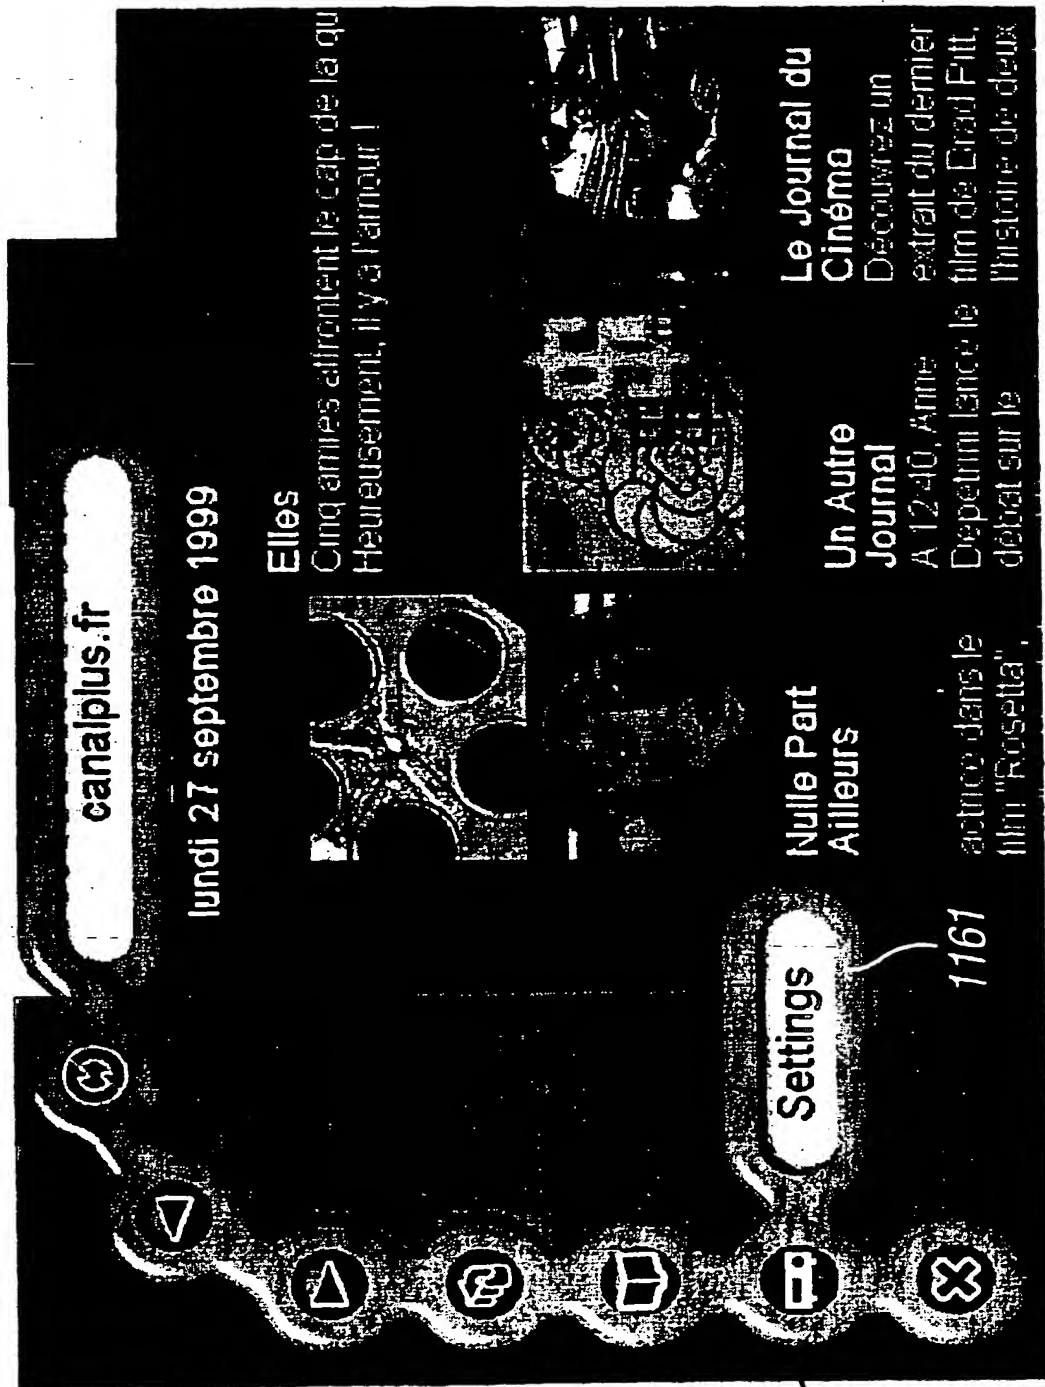 canalplus.fr
lundi 27 septembre 1999
Elles
Cinq amies affrontent le cap de la qu
Heureusement, il y a l'amour !
Settings
1161
Nulle Part
Ailleurs
actrice dans le
film "Rosetta",
Un Autre
Journal
A 12:40, Anne
Depetrini lance le
débat sur le
Le Journal du
Cinéma
Découvrez un
extrait du dernier
film de Brad Pitt,
l'histoire de deux